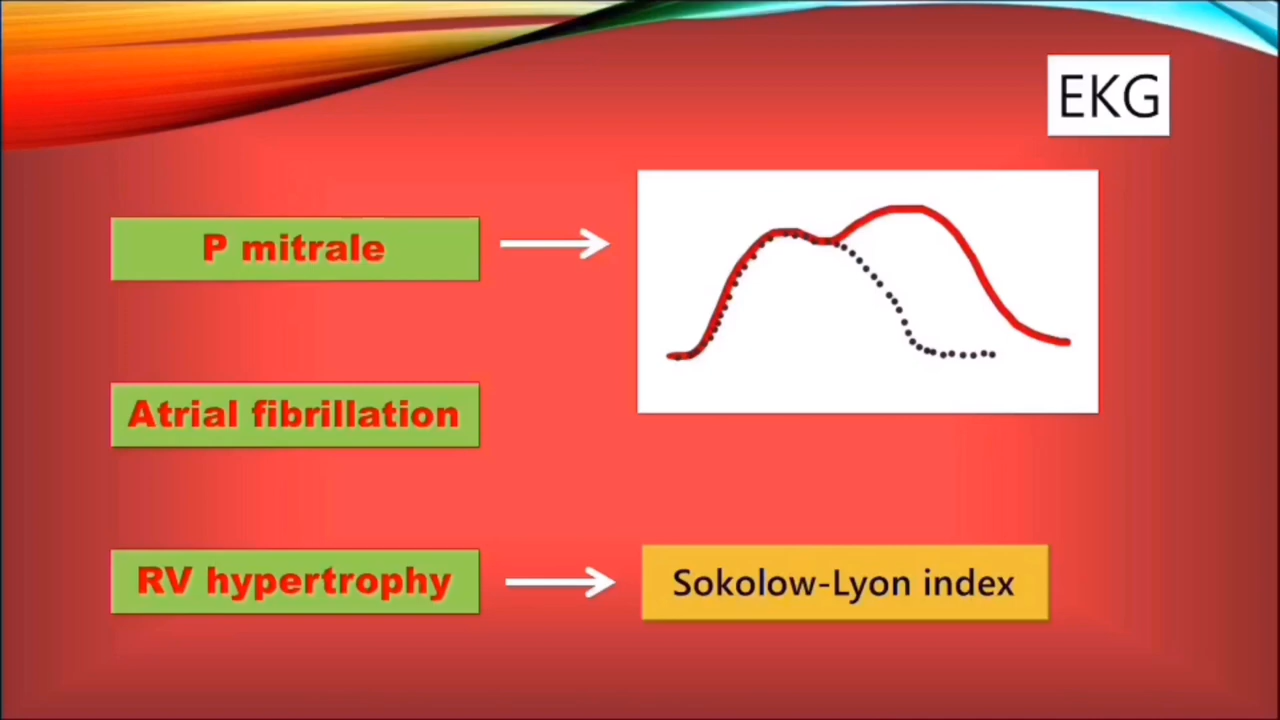 EKG
P mitrale
Atrial fibrillation
RV hypertrophy
Sokolow-Lyon index